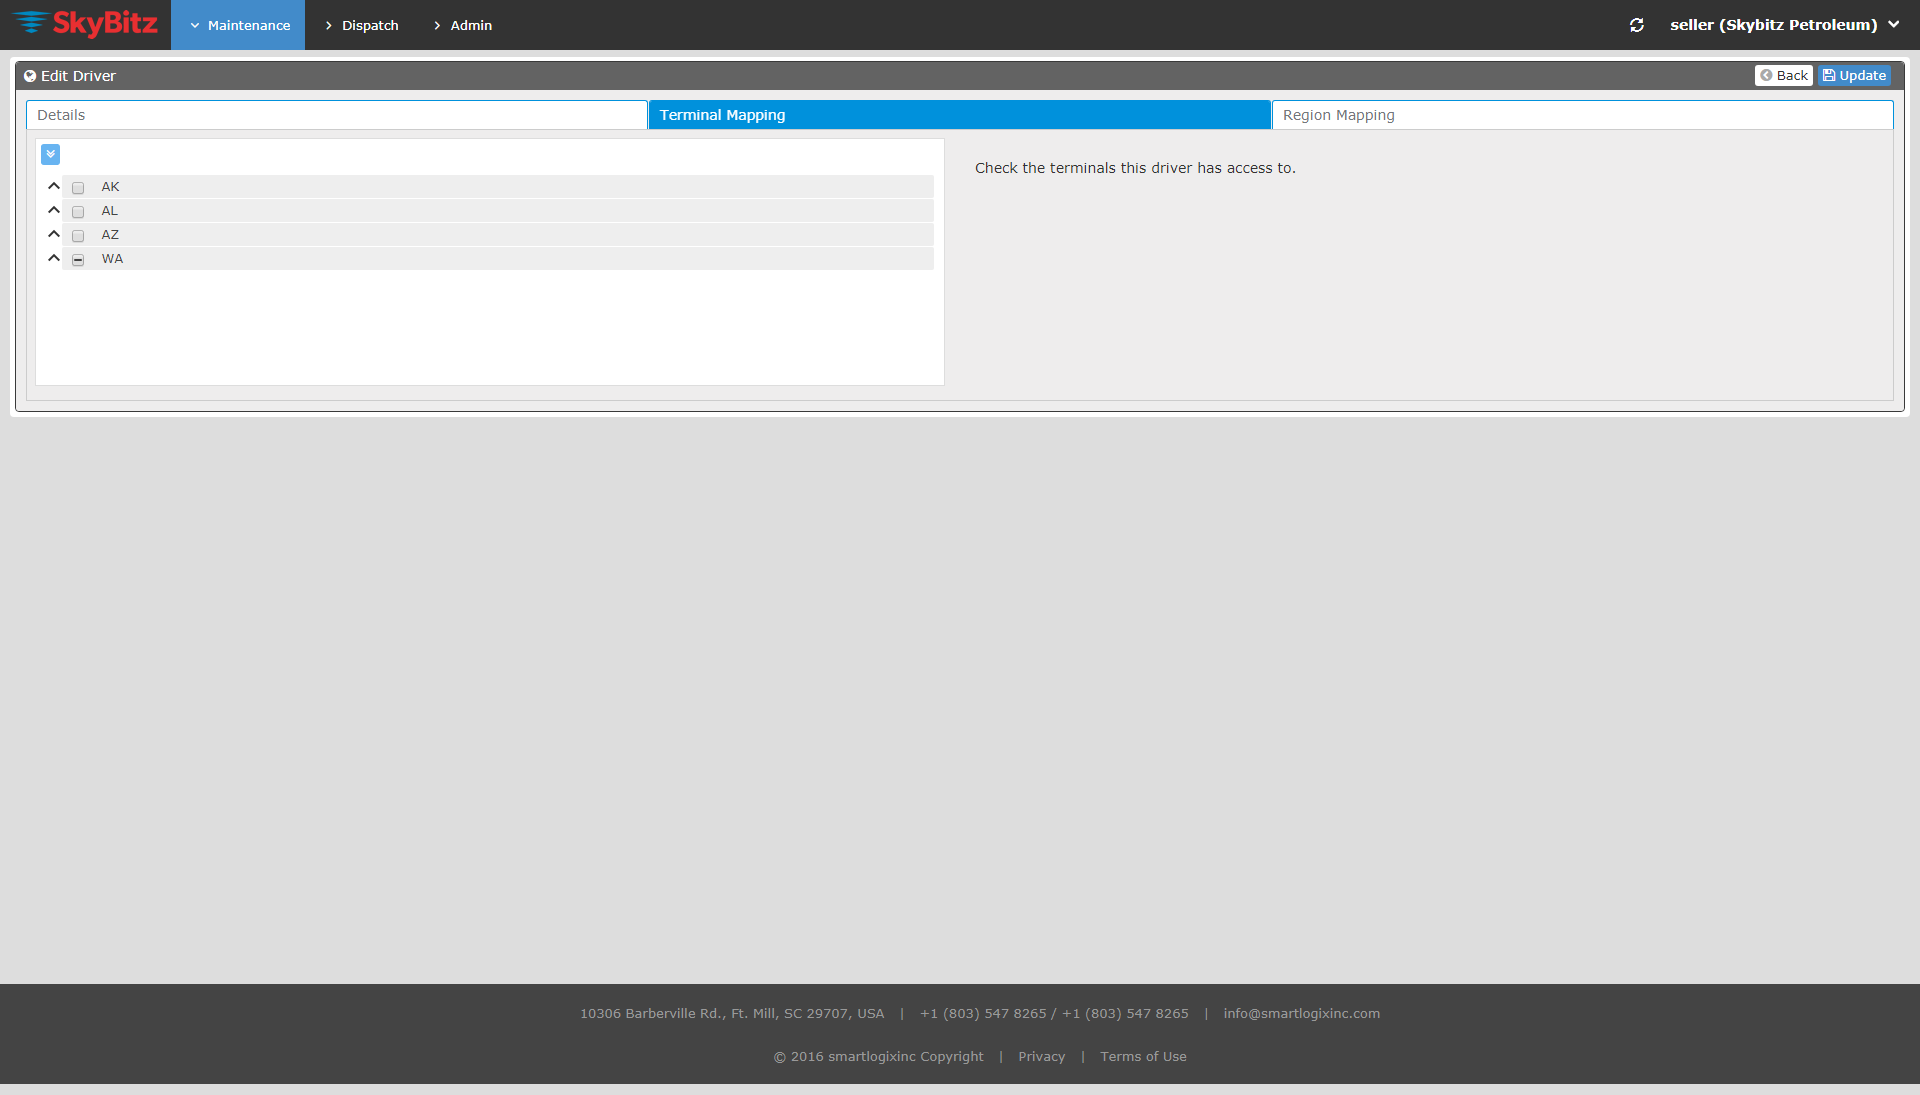 SkyBitz Maintenance Dispatch Admin seller (Skybitz Petroleum)
Edit Driver Back Update
Details Terminal Mapping Region Mapping
Check the terminals this driver has access to.
AK
AL
AZ
WA
10306 Barberville Rd., Ft. Mill, SC 29707, USA | +1 (803) 547 8265 / +1 (803) 547 8265 | info@smartlogixinc.com
© 2016 smartlogixinc Copyright | Privacy | Terms of Use